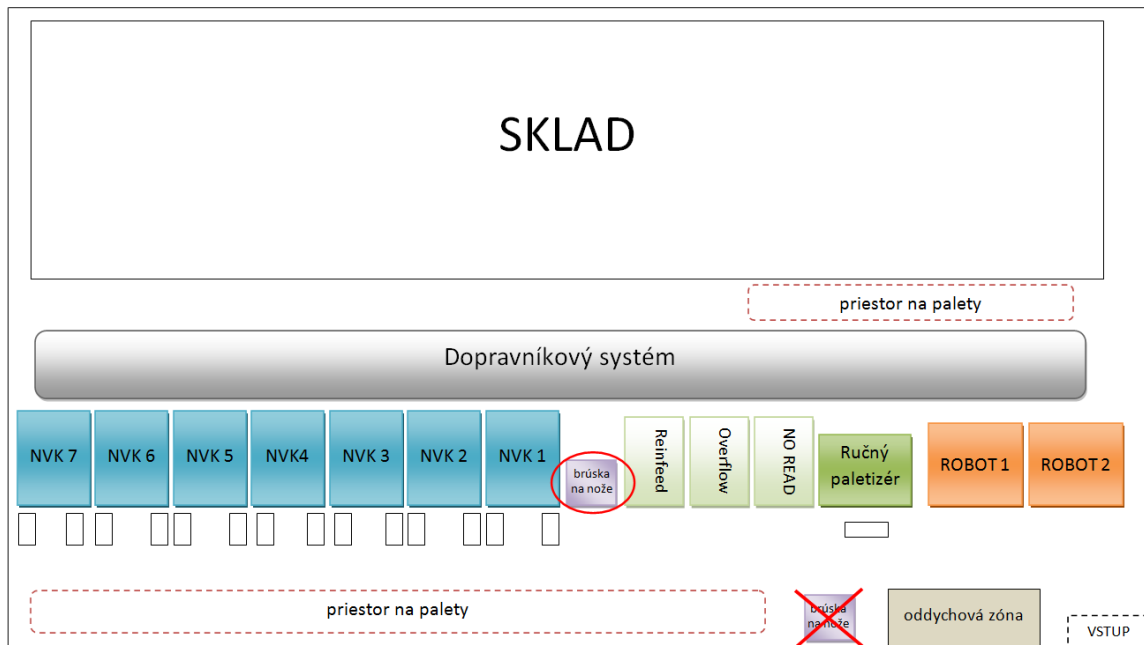 SKLAD
priestor na palety
Dopravníkový systém
NVK 7
NVK 6
NVK 5
NVK4
NVK 3
NVK 2
NVK 1
brúska
na nože
Reinfeed
Overflow
NO READ
Ručný
paletizér
ROBOT 1
ROBOT 2
priestor na palety
brúska
na nože
oddychová zóna
VSTUP